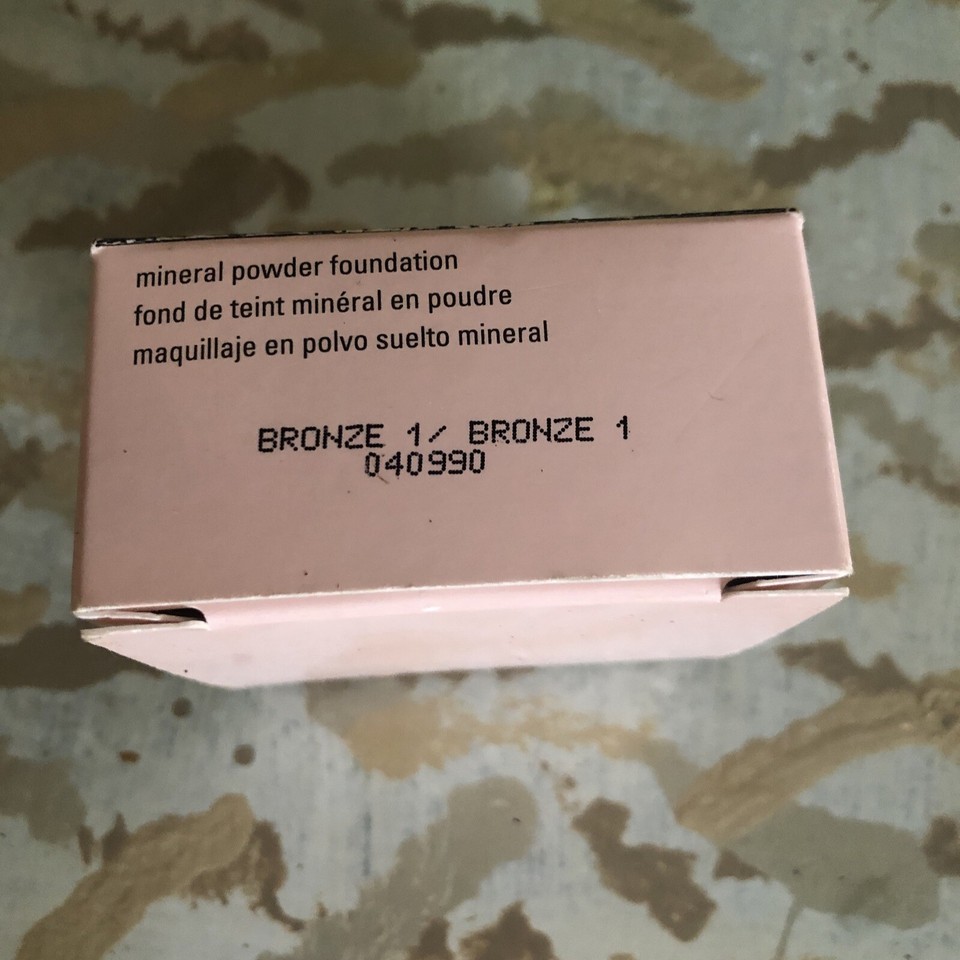 mineral powder foundation
fond de teint minéral en poudre
maquillaje en polvo suelto mineral
BRONZE 1/ BRONZE 1
040990